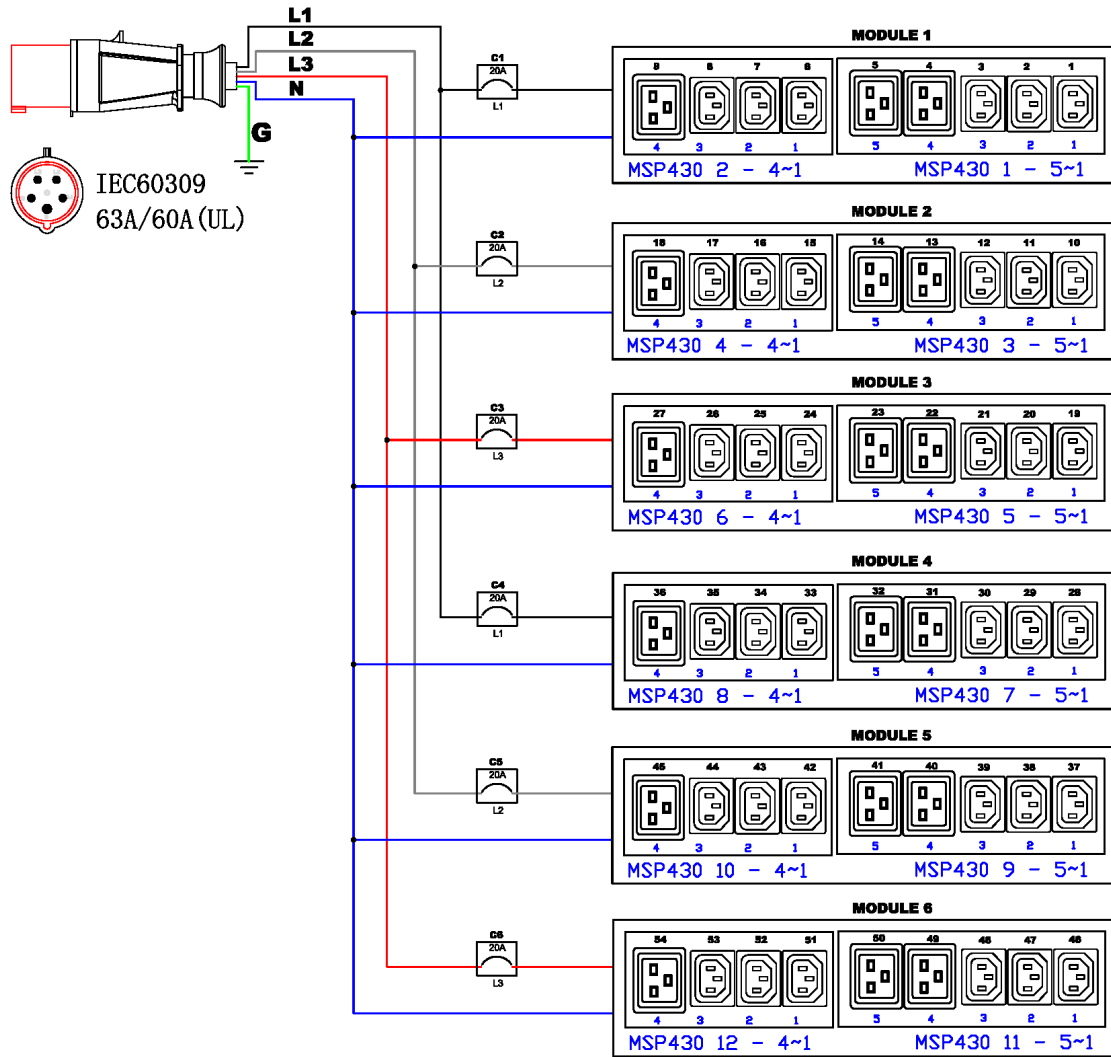 L1
L2
L3
N
G
IEC60309
63A/60A(UL)
MODULE 1
C1
20A
L1
9 8 7 6 5 4 3 2 1
4 3 2 1 5 4 3 2 1
MSP430 2 - 4~1 MSP430 1 - 5~1
MODULE 2
C2
20A
L2
18 17 16 15 14 13 12 11 10
4 3 2 1 5 4 3 2 1
MSP430 4 - 4~1 MSP430 3 - 5~1
MODULE 3
C3
20A
L3
27 26 25 24 23 22 21 20 19
4 3 2 1 5 4 3 2 1
MSP430 6 - 4~1 MSP430 5 - 5~1
MODULE 4
C4
20A
L1
36 35 34 33 32 31 30 29 28
4 3 2 1 5 4 3 2 1
MSP430 8 - 4~1 MSP430 7 - 5~1
MODULE 5
C5
20A
L2
45 44 43 42 41 40 39 38 37
4 3 2 1 5 4 3 2 1
MSP430 10 - 4~1 MSP430 9 - 5~1
MODULE 6
C6
20A
L3
54 53 52 51 50 49 48 47 46
4 3 2 1 5 4 3 2 1
MSP430 12 - 4~1 MSP430 11 - 5~1